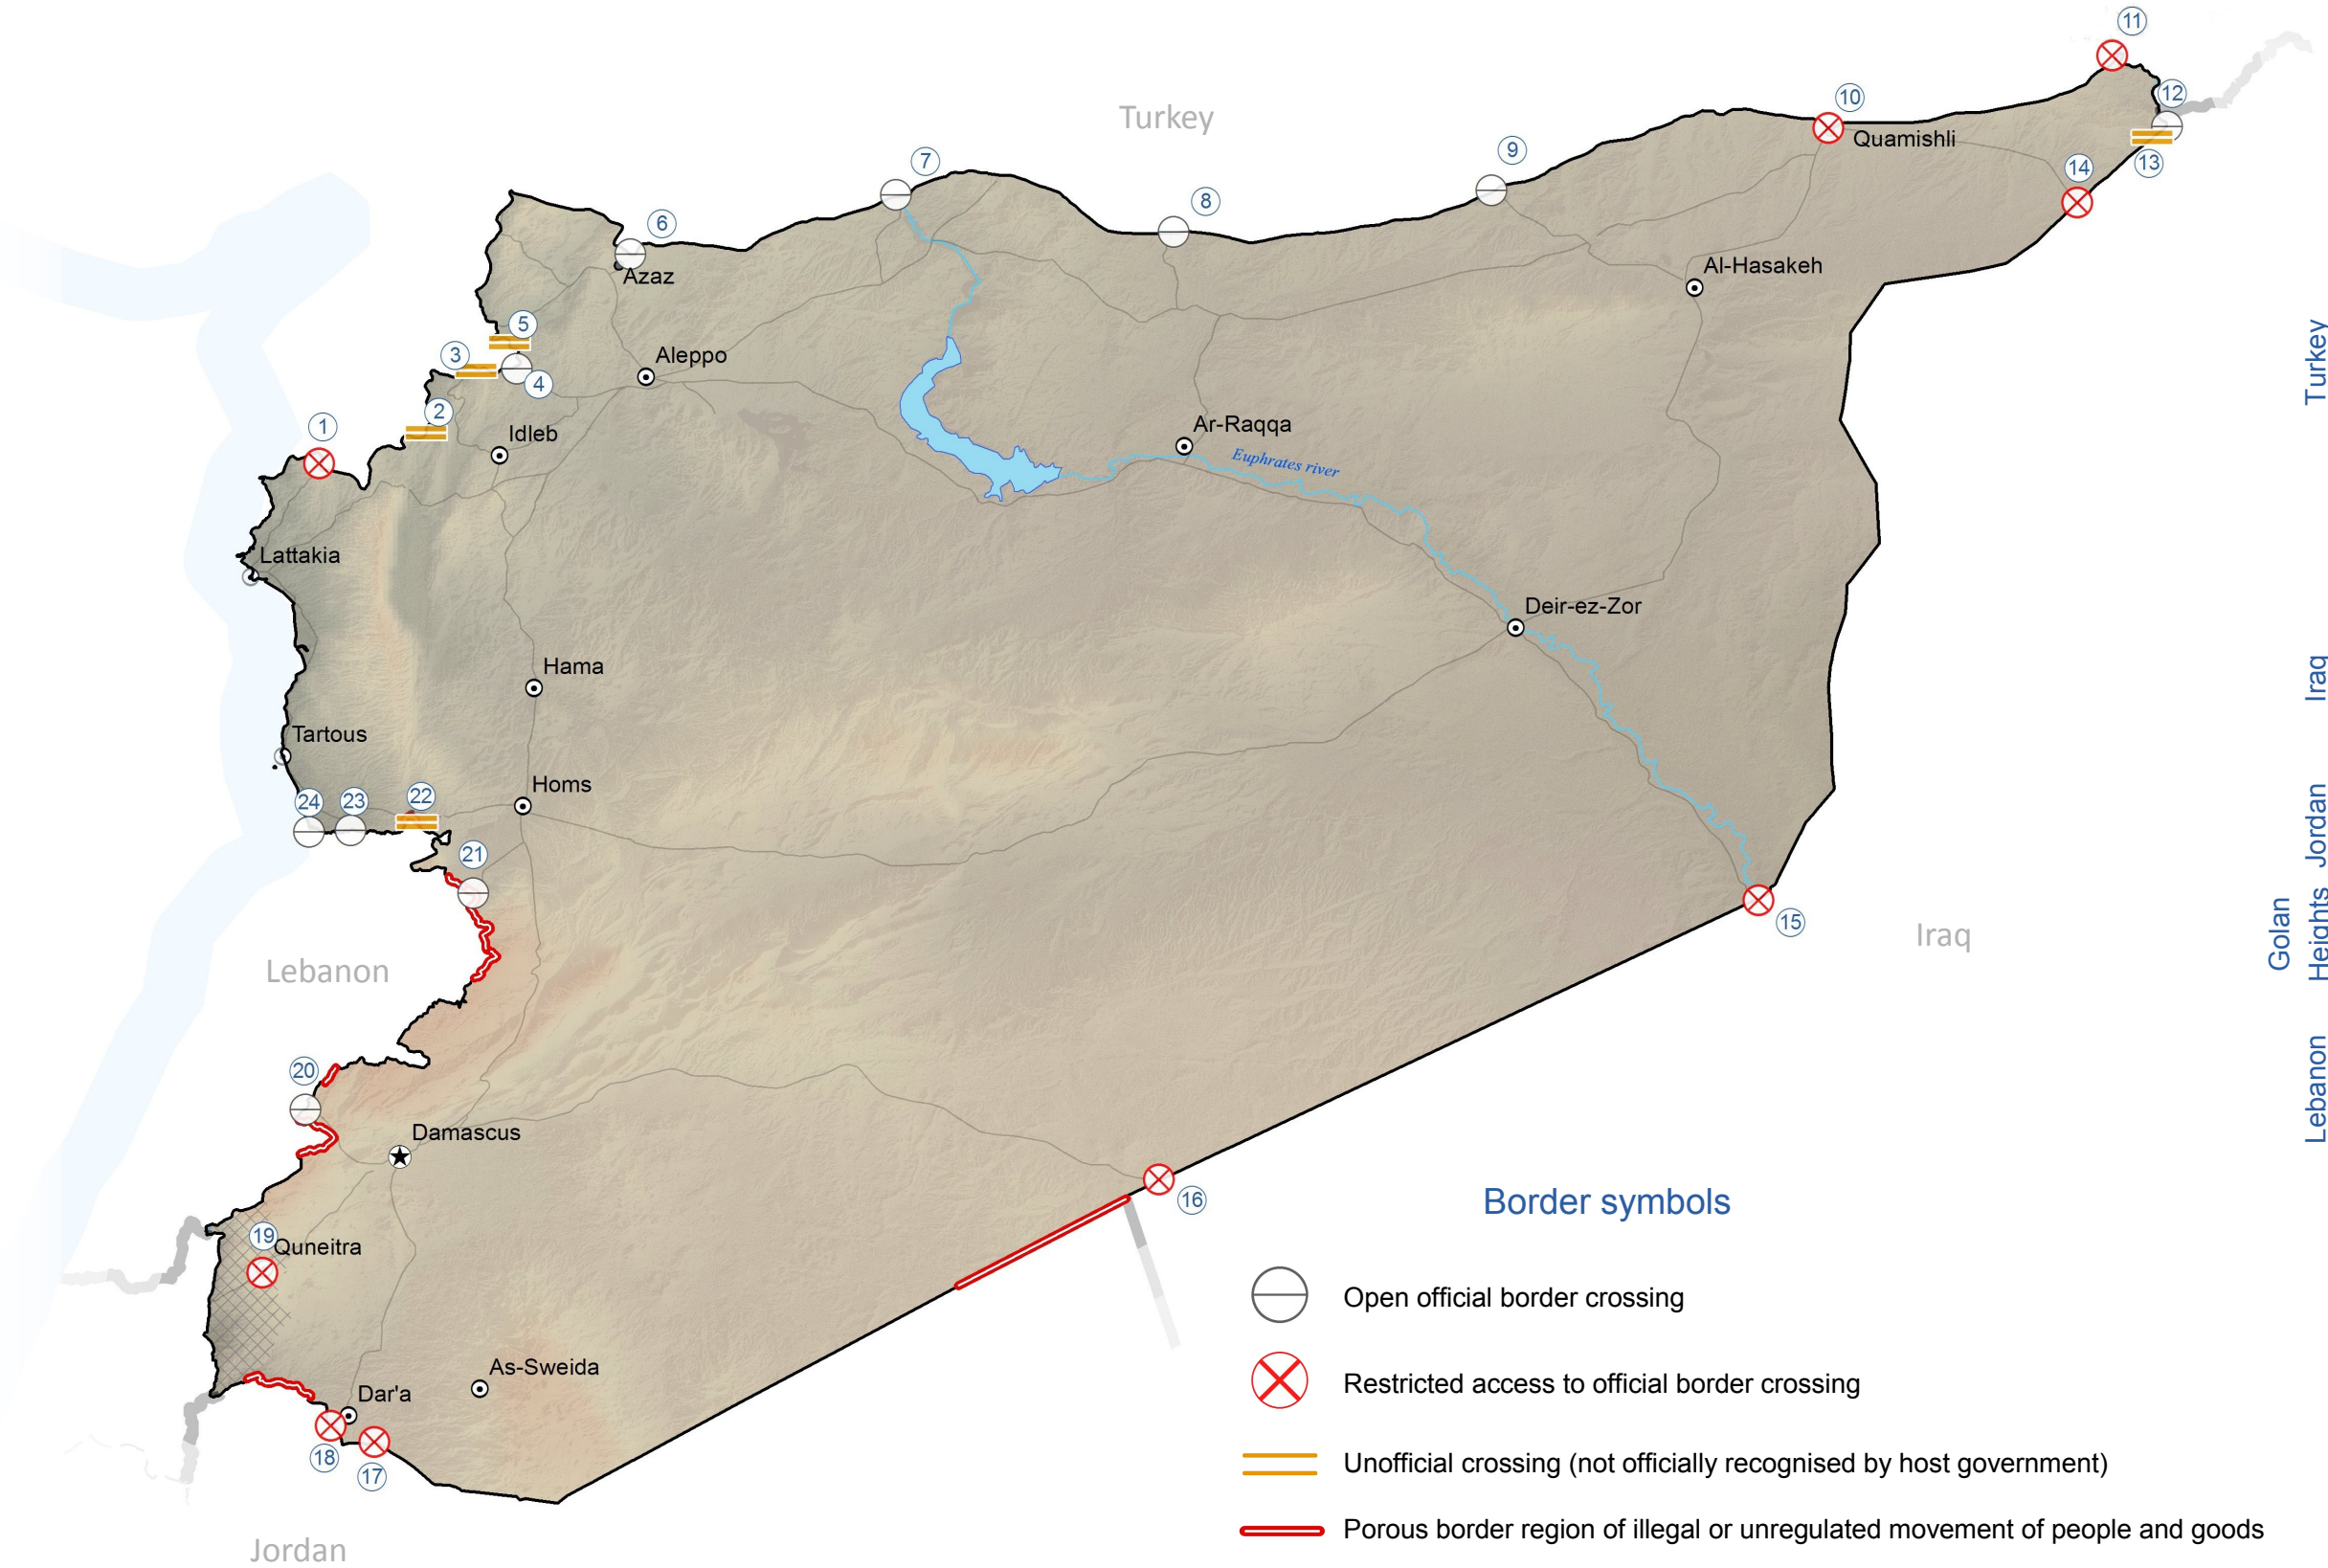 11
Turkey
12
10
Quamishli
13
14
9
7
8
6
Azaz
Al-Hasakeh
5
3
4
Aleppo
Turkey
2
1
Idleb
Ar-Raqqa
Euphrates river
Lattakia
Deir-ez-Zor
Hama
Iraq
Tartous
Homs
24
23
22
21
Jordan
15
Iraq
Golan
Heights
Lebanon
20
Lebanon
Damascus
16
19
Quneitra
As-Sweida
Dar'a
18
17
Jordan
Border symbols
Open official border crossing
Restricted access to official border crossing
Unofficial crossing (not officially recognised by host government)
Porous border region of illegal or unregulated movement of people and goods